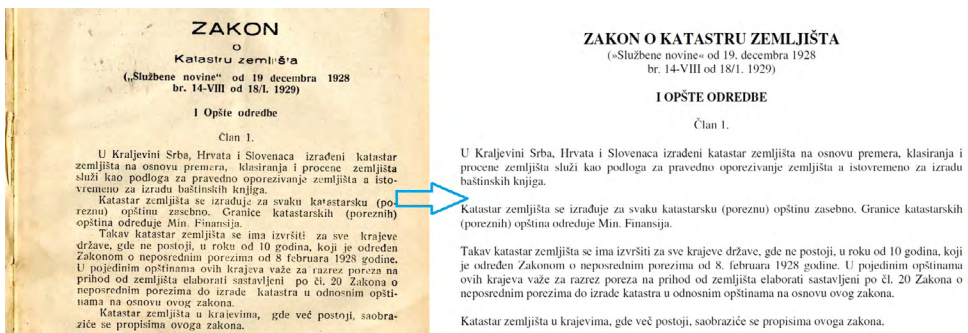 ZAKON
O
Katastru zemljišta
(„Službene novine“ od 19 decembra 1928
br. 14-VIII od 18/I. 1929)
I Opšte odredbe
Član 1.
U Kraljevini Srba, Hrvata i Slovenaca izrađeni katastar
zemljišta na osnovu premera, klasiranja i procene zemljišta
služi kao podloga za pravedno oporezivanje zemljišta a isto-
vremeno za izradu baštinskih knjiga.
Katastar zemljišta se izrađuje za svaku katastarsku (po-
reznu) opštinu zasebno. Granice katastarskih (poreznih)
opština određuje Min. Finansija.
Takav katastar zemljišta se ima izvršiti za sve krajeve
države, gde ne postoji, u roku od 10 godina, koji je određen
Zakonom o neposrednim porezima od 8 februara 1928 godine.
U pojedinim opštinama ovih krajeva važe za razrez poreza na
prihod od zemljišta elaborati sastavljeni po čl. 20 Zakona o
neposrednim porezima do izrade katastra u odnosnim opšti-
nama na osnovu ovog zakona.
Katastar zemljišta u krajevima, gde već postoji, saobra-
ziće se propisima ovoga zakona.
ZAKON O KATASTRU ZEMLJIŠTA
(»Službene novine« od 19. decembra 1928
br. 14-VIII od 18/1. 1929)
I OPŠTE ODREDBE
Član 1.
U Kraljevini Srba, Hrvata i Slovenaca izrađeni katastar zemljišta na osnovu premera, klasiranja i
procene zemljišta služi kao podloga za pravedno oporezivanje zemljišta a istovremeno za izradu
baštinskih knjiga.
Katastar zemljišta se izrađuje za svaku katastarsku (poreznu) opštinu zasebno. Granice katastarskih
(poreznih) opština određuje Min. Finansija.
Takav katastar zemljišta se ima izvršiti za sve krajeve države, gde ne postoji, u roku od 10 godina, koji
je određen Zakonom o neposrednim porezima od 8. februara 1928 godine. U pojedinim opštinama
ovih krajeva važe za razrez poreza na prihod od zemljišta elaborati sastavljeni po čl. 20 Zakona o
neposrednim porezima do izrade katastra u odnosnim opštinama na osnovu ovog zakona.
Katastar zemljišta u krajevima, gde već postoji, saobraziće se propisima ovoga zakona.